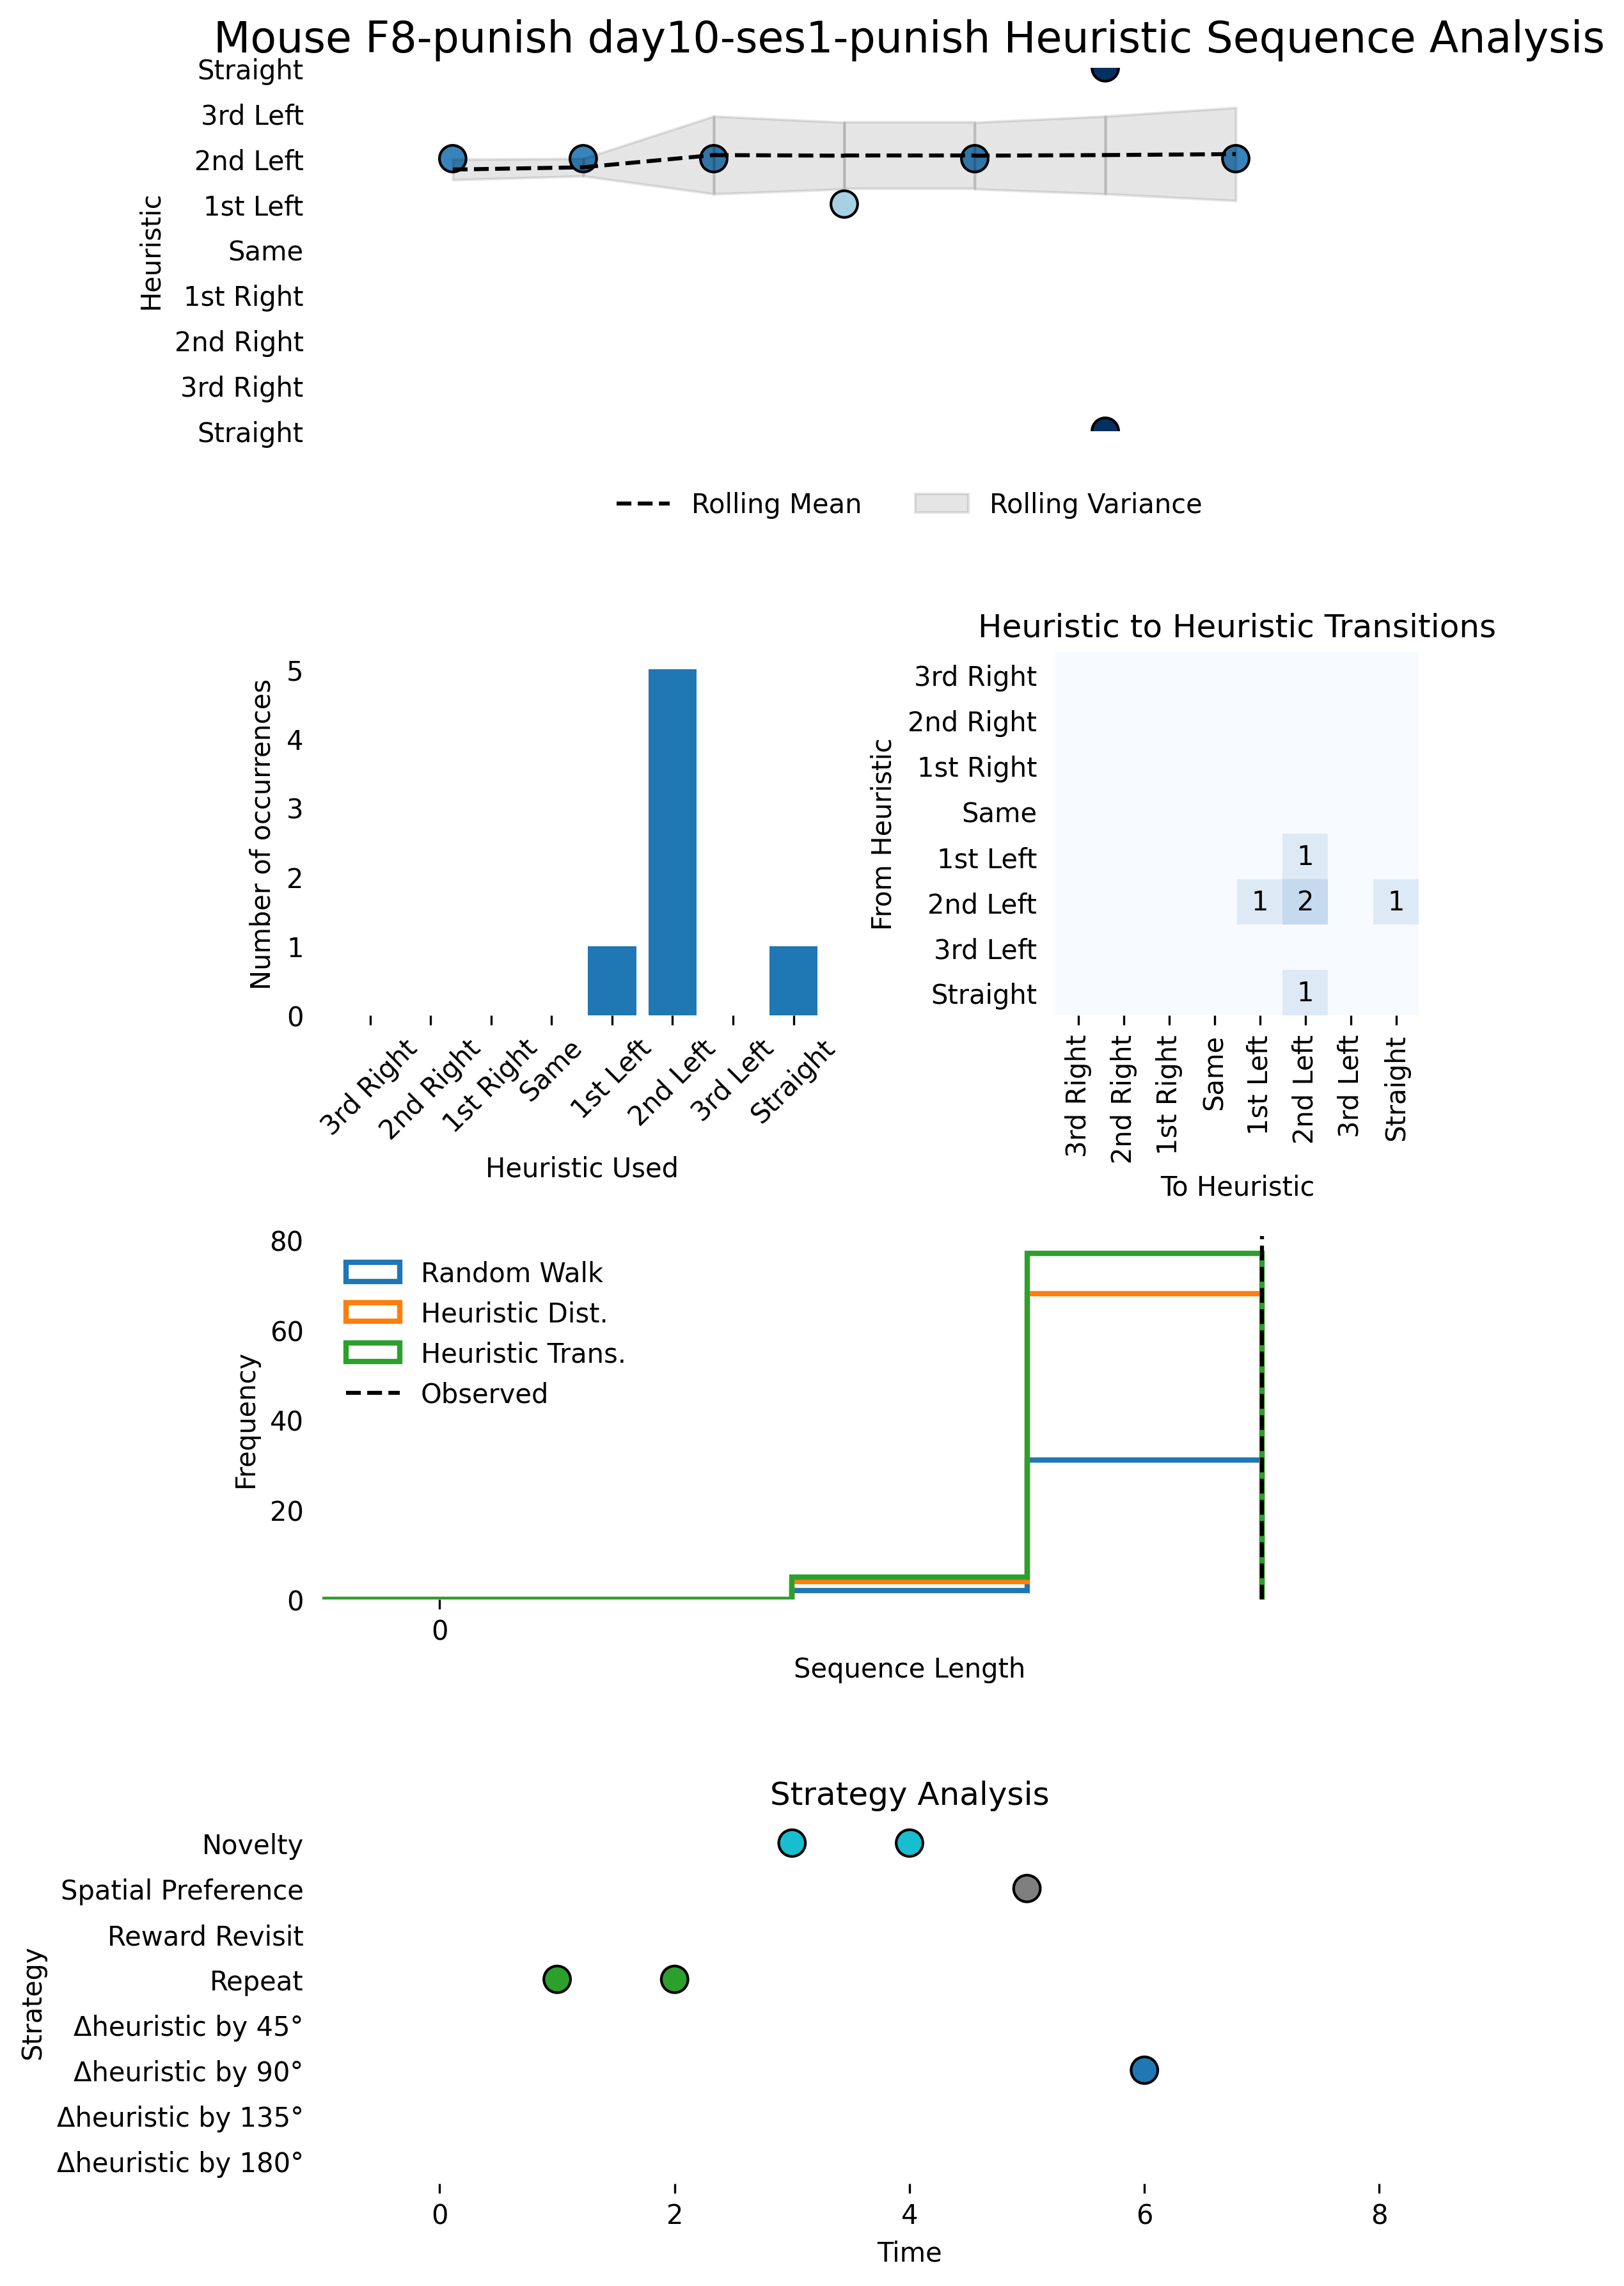 Mouse F8-punish day10-ses1-punish Heuristic Sequence Analysis
Heuristic
Straight
3rd Left
2nd Left
1st Left
Same
1st Right
2nd Right
3rd Right
Straight
Rolling Mean
Rolling Variance
Number of occurrences
5
4
3
2
1
0
3rd Right
2nd Right
1st Right
Same
1st Left
2nd Left
3rd Left
Straight
Heuristic Used
Heuristic to Heuristic Transitions
From Heuristic
3rd Right
2nd Right
1st Right
Same
1st Left
2nd Left
3rd Left
Straight
1
1 2 1
1
3rd Right
2nd Right
1st Right
Same
1st Left
2nd Left
3rd Left
Straight
To Heuristic
Frequency
80
60
40
20
0
Random Walk
Heuristic Dist.
Heuristic Trans.
Observed
0
Sequence Length
Strategy Analysis
Strategy
Novelty
Spatial Preference
Reward Revisit
Repeat
Δheuristic by 45°
Δheuristic by 90°
Δheuristic by 135°
Δheuristic by 180°
0 2 4 6 8
Time